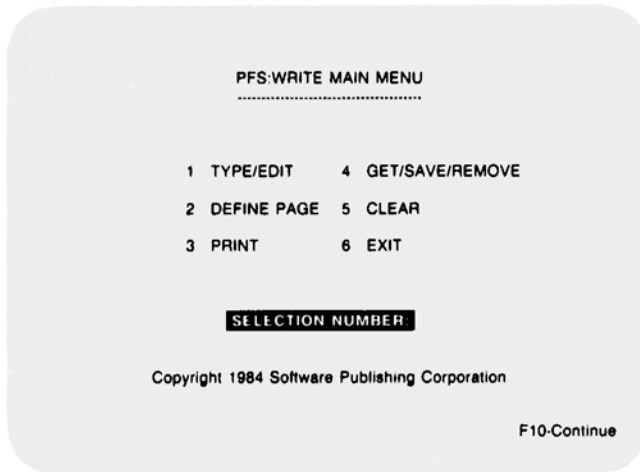 PFS:WRITE MAIN MENU
1 TYPE/EDIT 4 GET/SAVE/REMOVE
2 DEFINE PAGE 5 CLEAR
3 PRINT 6 EXIT
SELECTION NUMBER:
Copyright 1984 Software Publishing Corporation
F10-Continue